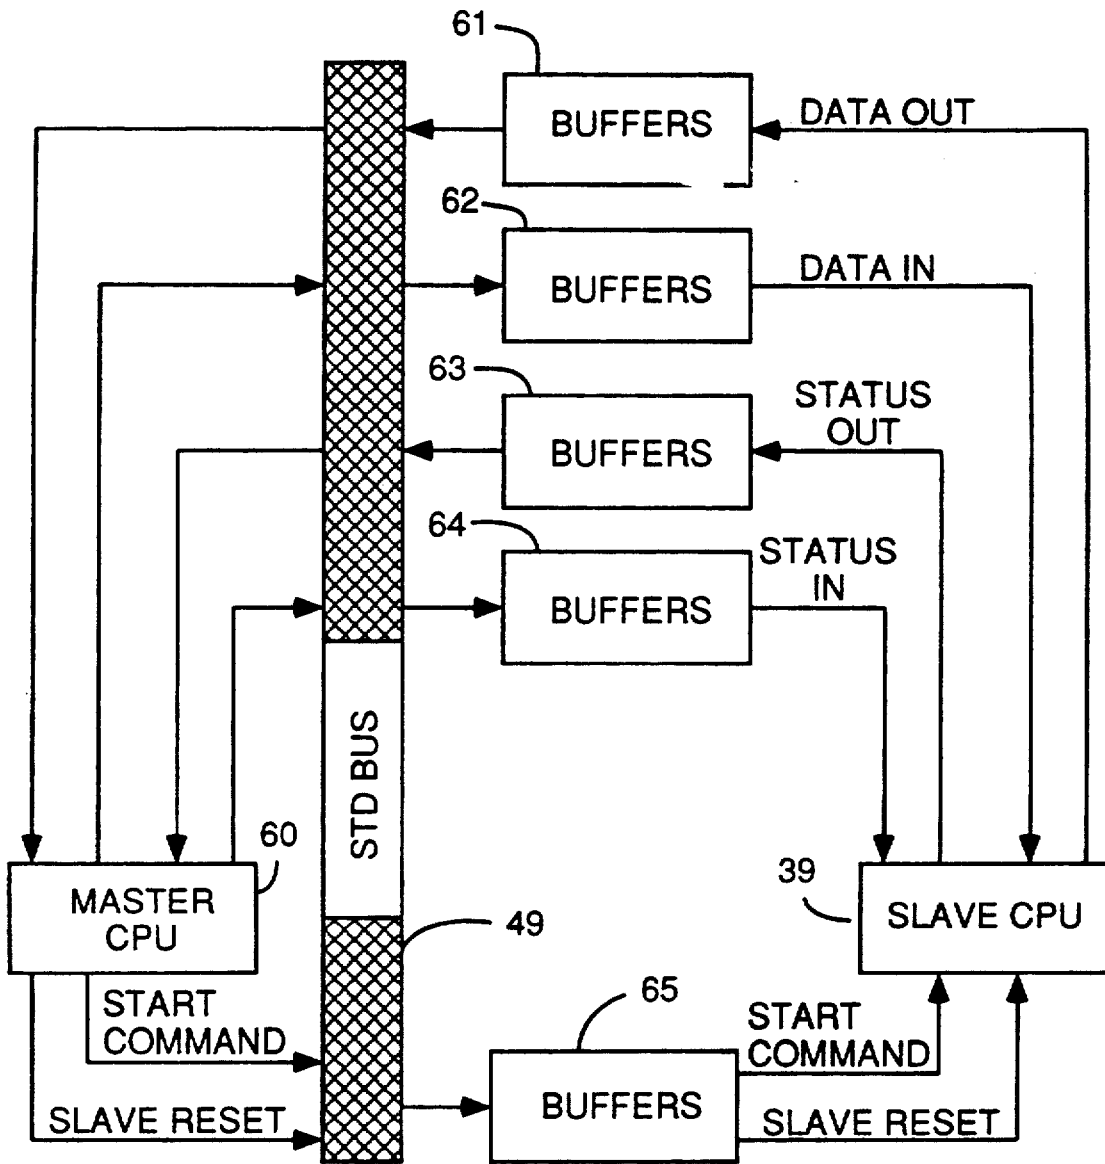 61
BUFFERS
DATA OUT
62
BUFFERS
DATA IN
63
BUFFERS
STATUS
OUT
64
BUFFERS
STATUS
IN
STD BUS
60
MASTER
CPU
39
SLAVE CPU
49
START
COMMAND
SLAVE RESET
65
BUFFERS
START
COMMAND
SLAVE RESET